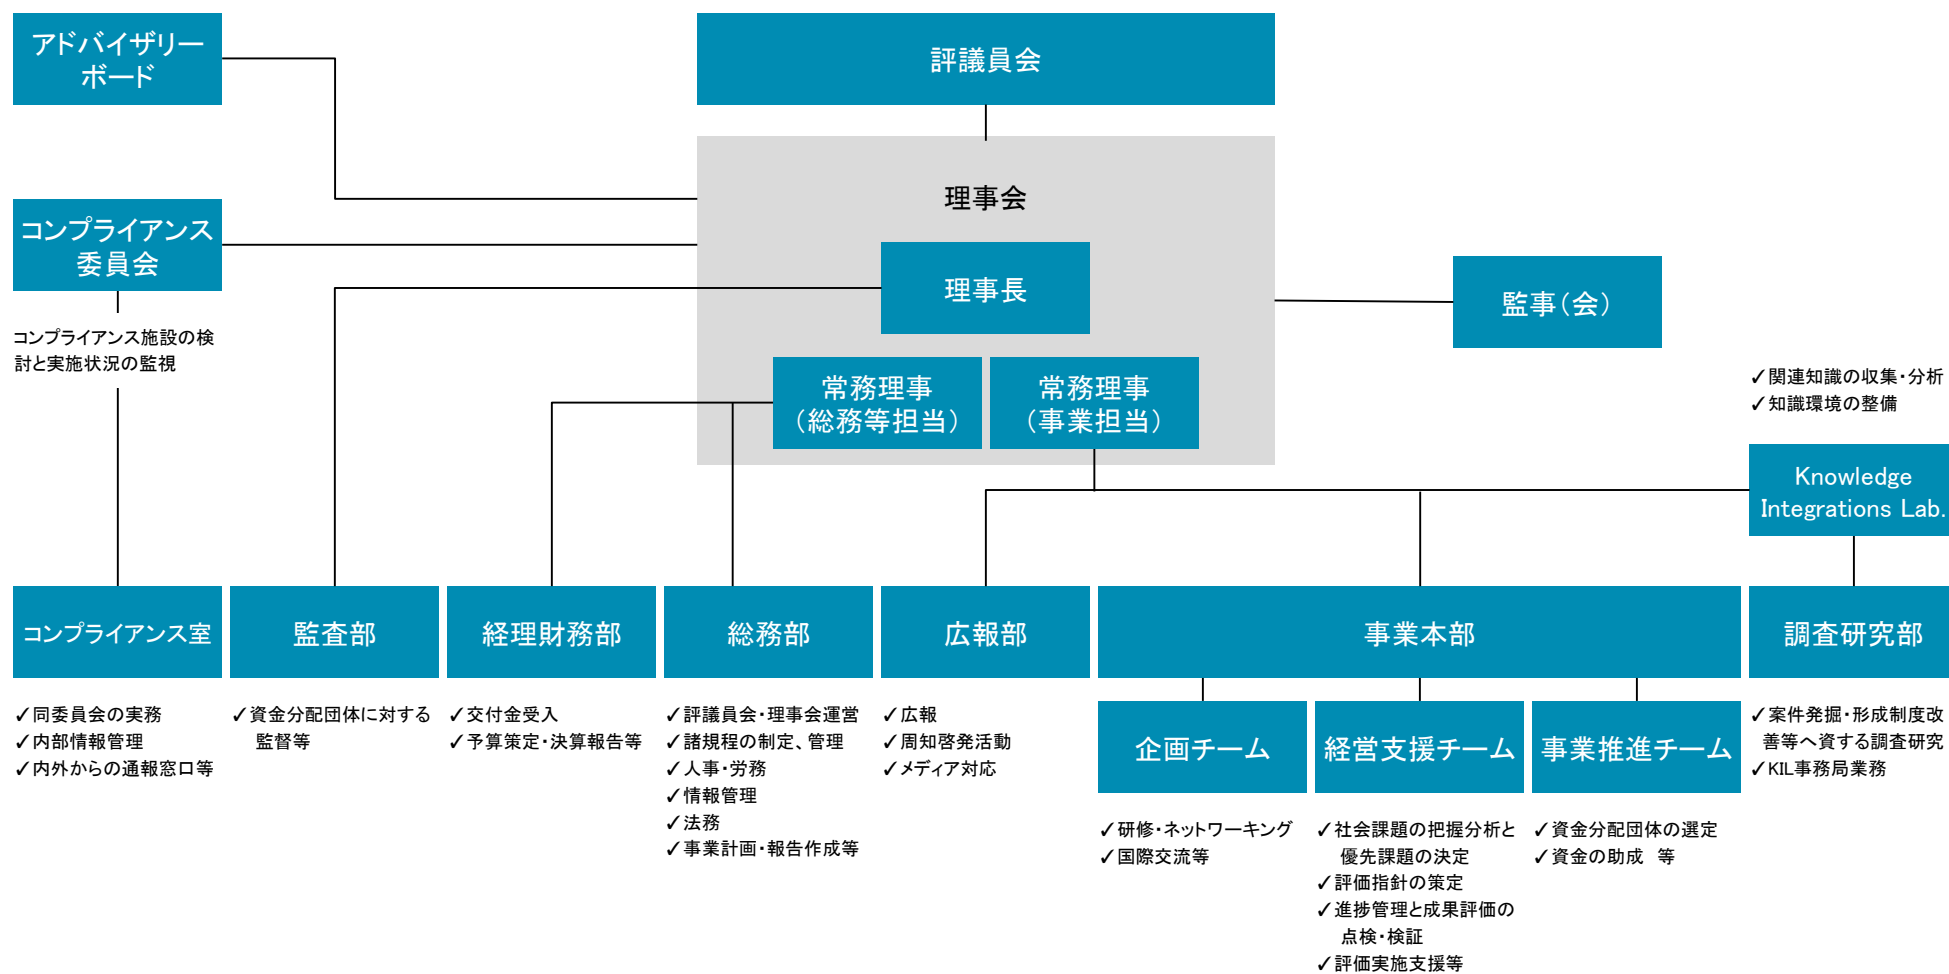 アドバイザリー
ボード
評議員会
理事会
コンプライアンス
委員会
理事長
監事(会)
コンプライアンス施設の検
討と実施状況の監視
常務理事
(総務等担当)
常務理事
(事業担当)
✓関連知識の収集・分析
✓知識環境の整備
Knowledge
Integrations Lab.
コンプライアンス室
監査部
経理財務部
総務部
広報部
事業本部
調査研究部
✓同委員会の実務
✓内部情報管理
✓内外からの通報窓口等
✓資金分配団体に対する
監督等
✓交付金受入
✓予算策定・決算報告等
✓評議員会・理事会運営
✓諸規程の制定、管理
✓人事・労務
✓情報管理
✓法務
✓事業計画・報告作成等
✓広報
✓周知啓発活動
✓メディア対応
企画チーム
経営支援チーム
事業推進チーム
✓案件発掘・形成制度改
善等へ資する調査研究
✓KIL事務局業務
✓研修・ネットワーキング
✓国際交流等
✓社会課題の把握分析と
優先課題の決定
✓評価指針の策定
✓進捗管理と成果評価の
点検・検証
✓評価実施支援等
✓資金分配団体の選定
✓資金の助成 等